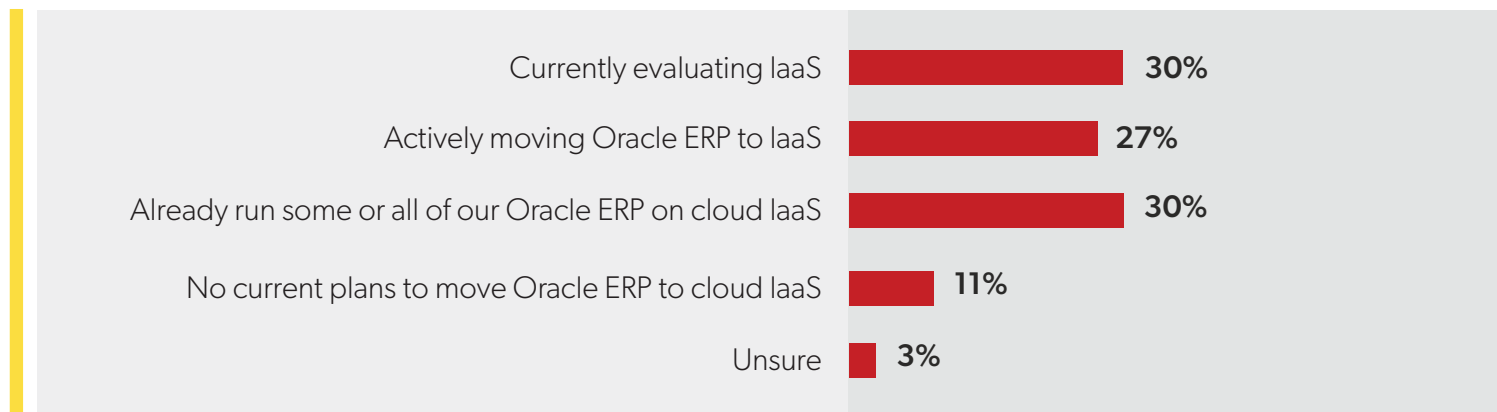 Currently evaluating IaaS 30%
Actively moving Oracle ERP to IaaS 27%
Already run some or all of our Oracle ERP on cloud IaaS 30%
No current plans to move Oracle ERP to cloud IaaS 11%
Unsure 3%